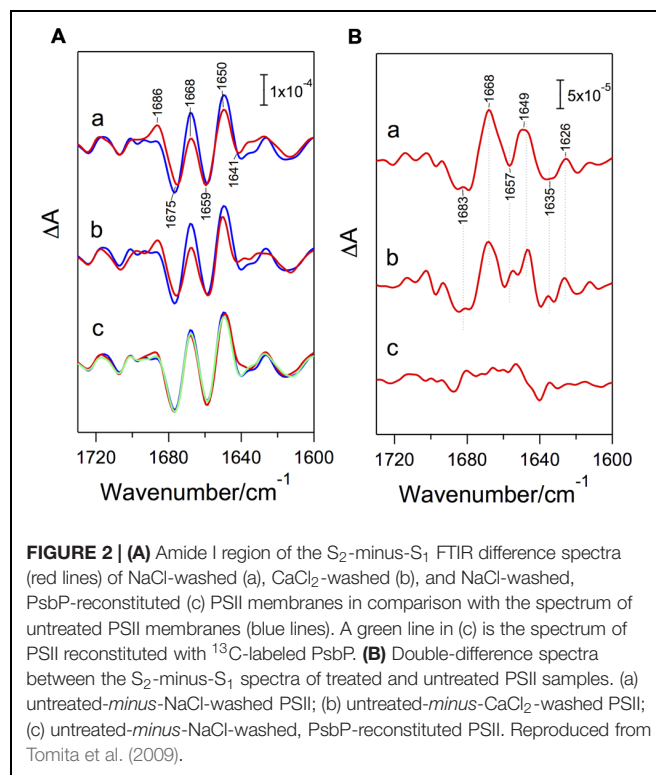 A
B
1686
1668
1650
1x10-4
a
1641
1675
1659
b
c
ΔA
1720
1680
1640
1600
Wavenumber/cm-1
1668
1649
5x10-5
a
1626
1683
1657
1635
b
c
ΔA
1720
1680
1640
1600
Wavenumber/cm-1
FIGURE 2 | (A) Amide I region of the S2-minus-S1 FTIR difference spectra
(red lines) of NaCl-washed (a), CaCl2-washed (b), and NaCl-washed,
PsbP-reconstituted (c) PSII membranes in comparison with the spectrum of
untreated PSII membranes (blue lines). A green line in (c) is the spectrum of
PSII reconstituted with 13C-labeled PsbP. (B) Double-difference spectra
between the S2-minus-S1 spectra of treated and untreated PSII samples. (a)
untreated-minus-NaCl-washed PSII; (b) untreated-minus-CaCl2-washed PSII;
(c) untreated-minus-NaCl-washed, PsbP-reconstituted PSII. Reproduced from
Tomita et al. (2009).